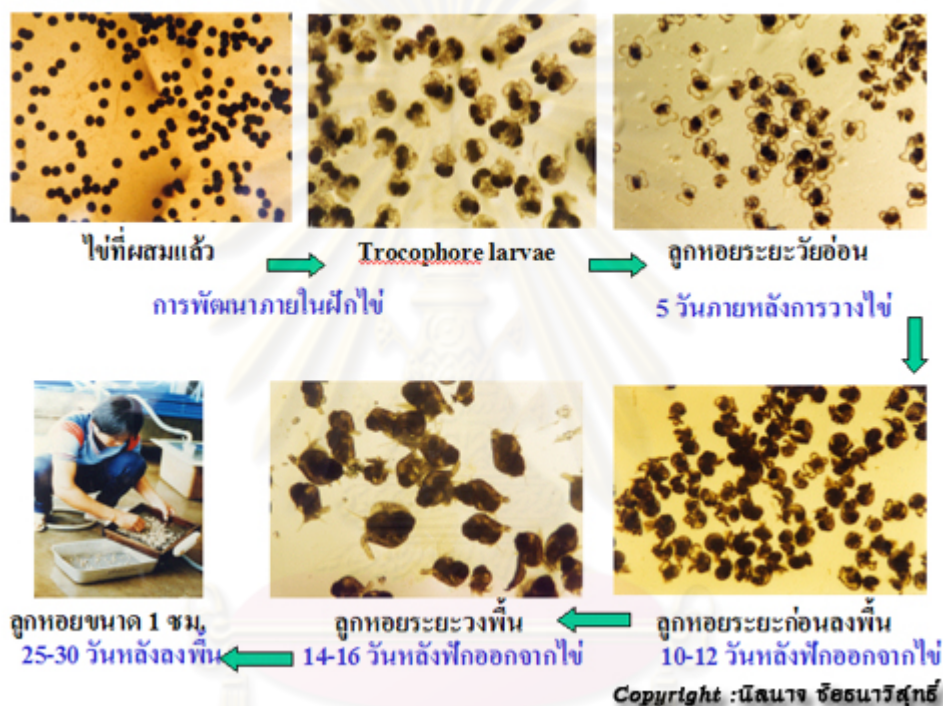 ไข่ที่ผสมแล้ว
Trocophore larvae
ลูกหอยระยะวัยอ่อน
การพัฒนาภายในฝักไข่
5 วันภายหลังการวางไข่
ลูกหอยขนาด 1 ซม.
ลูกหอยระยะวงพื้น
ลูกหอยระยะก่อนลงพื้น
25-30 วันหลังลงพื้น
14-16 วันหลังฟักออกจากไข่
10-12 วันหลังฟักออกจากไข่
Copyright :นิลนาจ ชัยธนาวิสุทธิ์